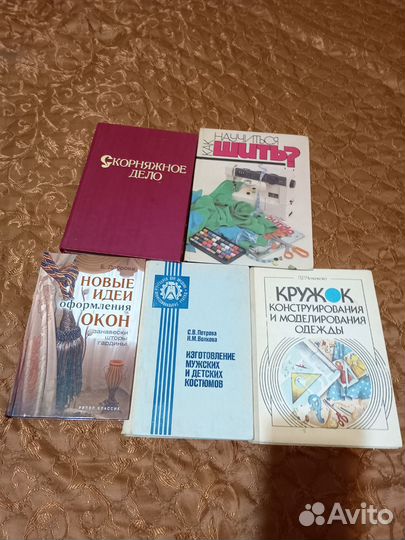 СКОРНЯЖНОЕ
ДЕЛО
КАК
НАУЧИТЬСЯ
ШИТЬ?
НОВЫЕ
ИДЕИ
оформления
ОКОН
занавески
шторы
гардины
С.В. Петрова
Н.М. Волкова
ИЗГОТОВЛЕНИЕ
МУЖСКИХ
И ДЕТСКИХ
КОСТЮМОВ
КРУЖОК
КОНСТРУИРОВАНИЯ
И МОДЕЛИРОВАНИЯ
ОДЕЖДЫ
Avito